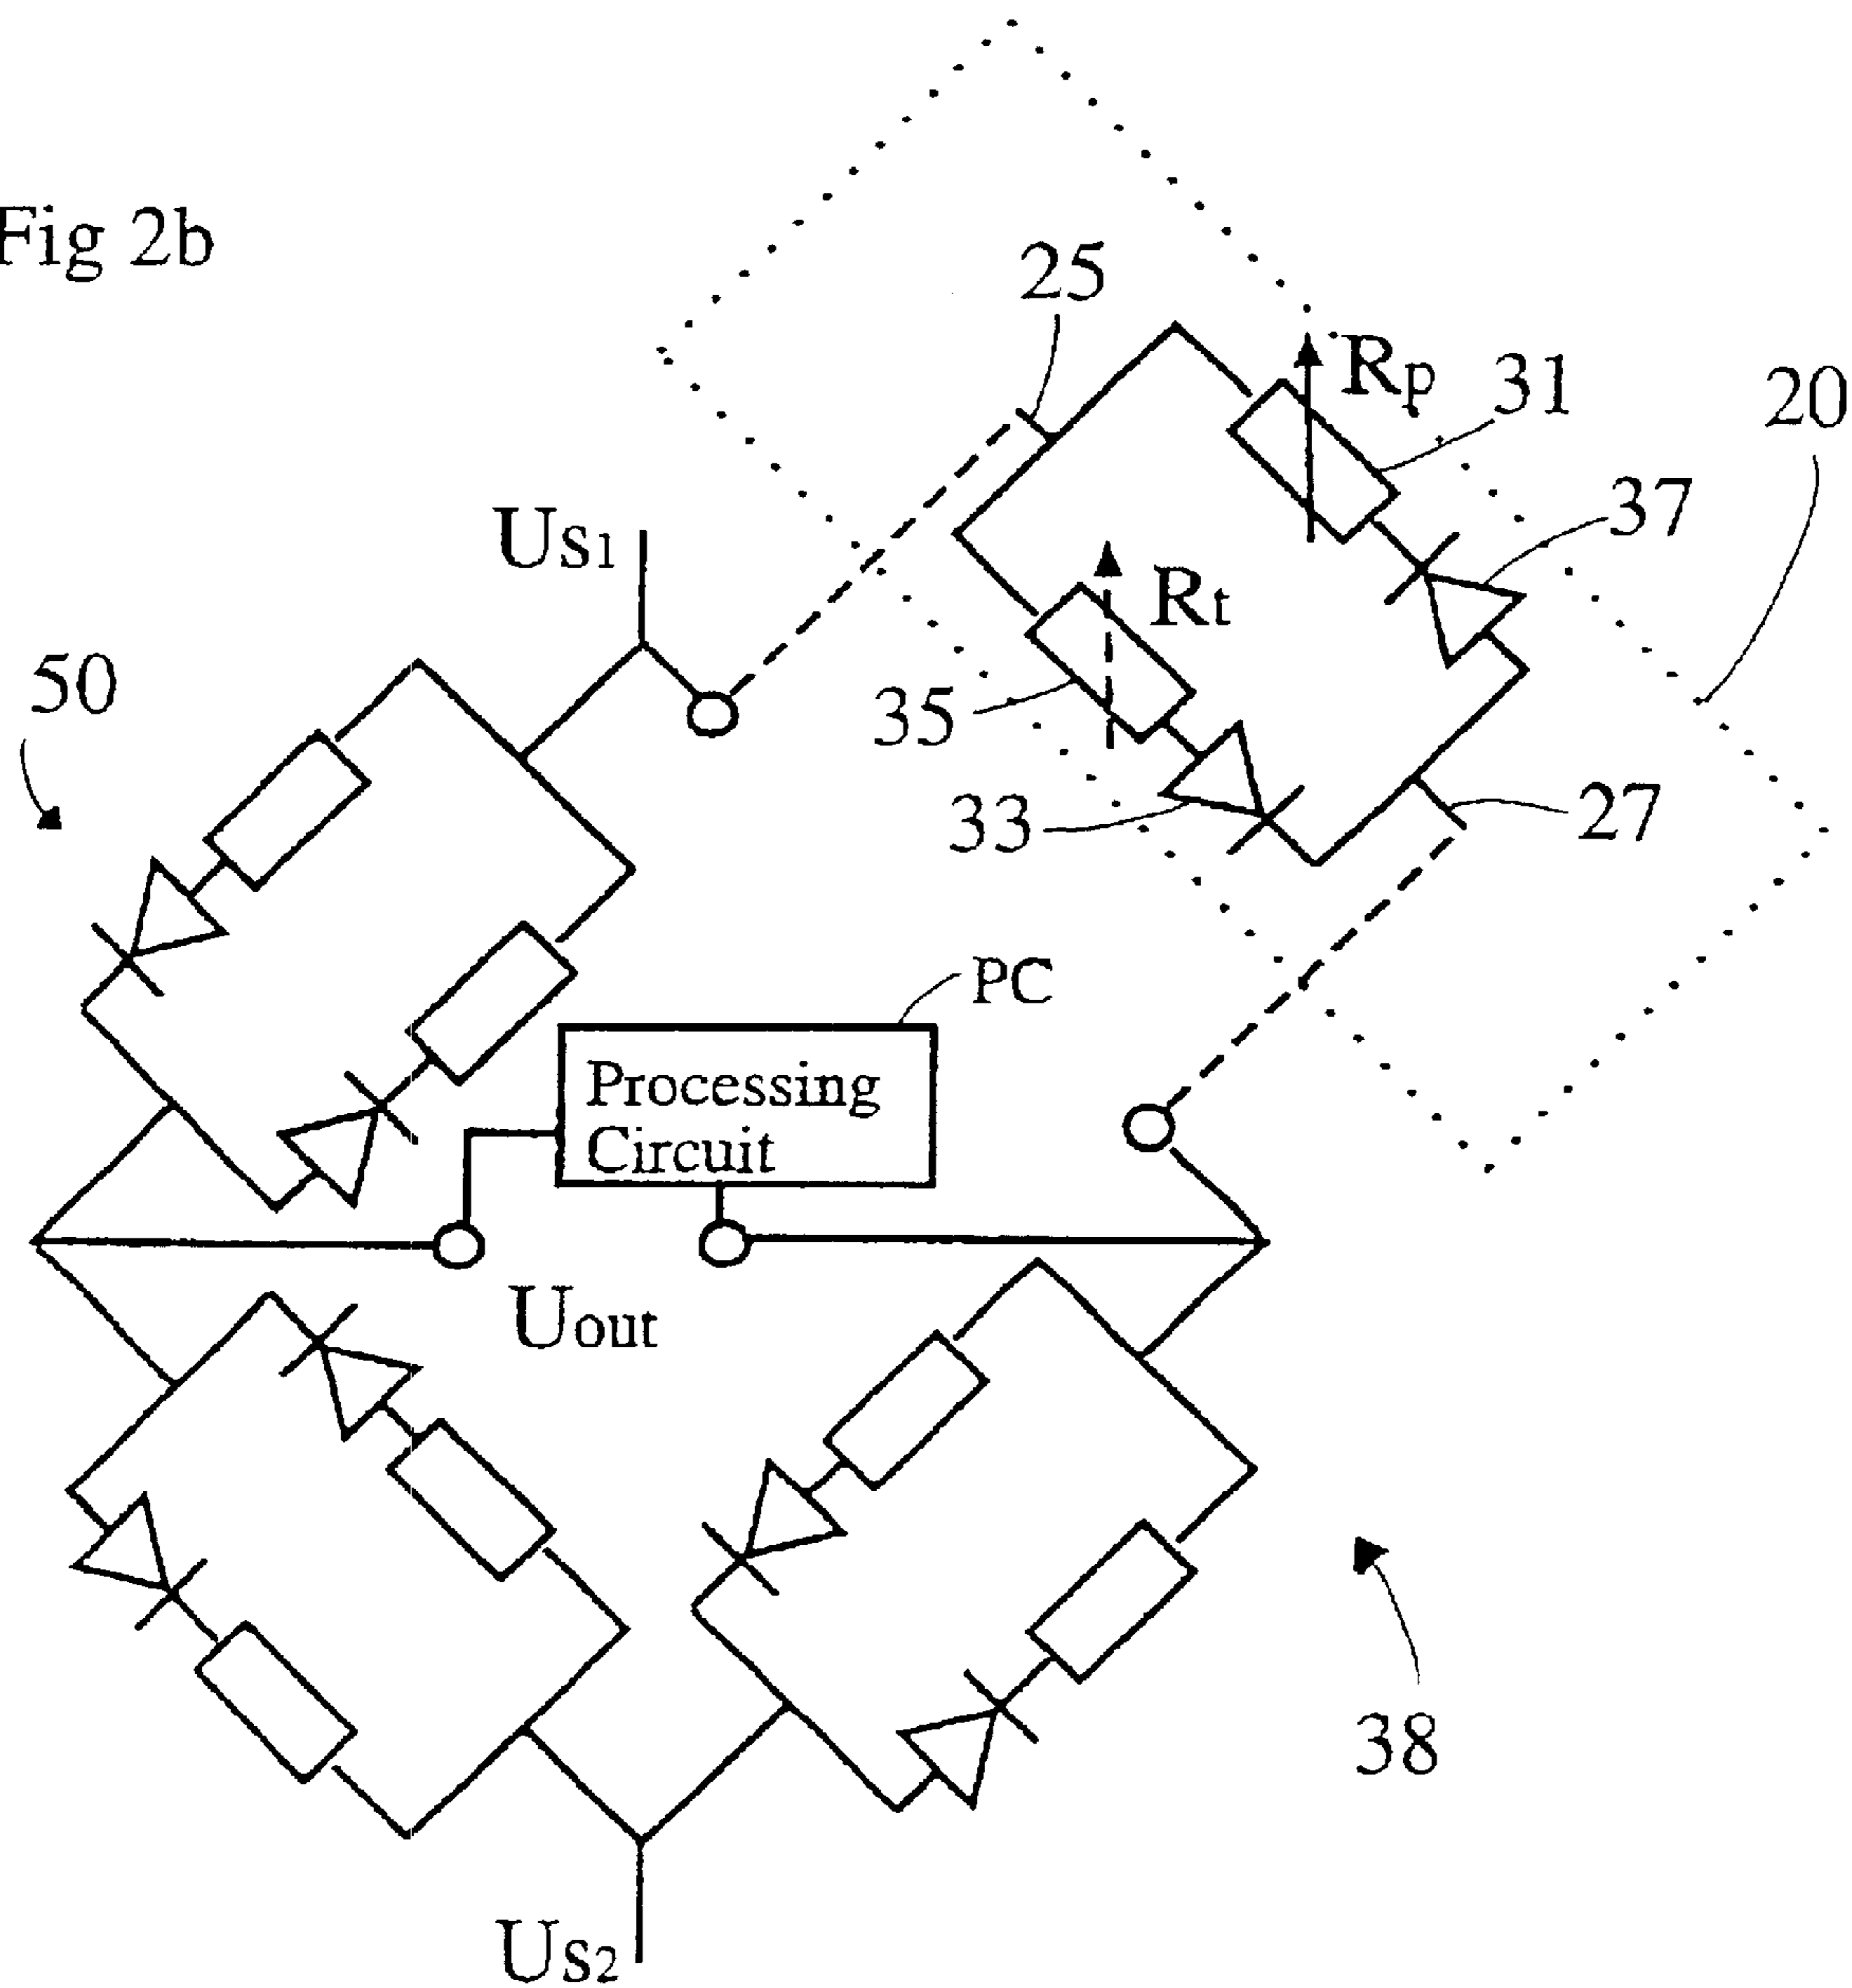 Fig 2b
25
Rp
31
20
37
Us1
Rt
50
35
33
27
PC
Processing
Circuit
Uout
38
Us2